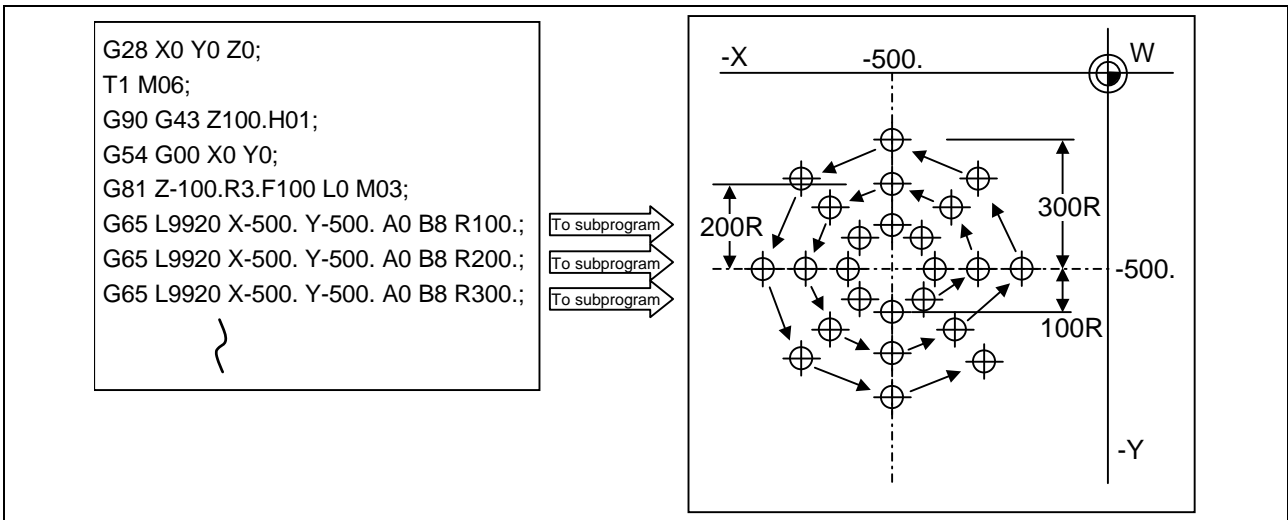 G28 X0 Y0 Z0;
T1 M06;
G90 G43 Z100.H01;
G54 G00 X0 Y0;
G81 Z-100.R3.F100 L0 M03;
G65 L9920 X-500. Y-500. A0 B8 R100.;
G65 L9920 X-500. Y-500. A0 B8 R200.;
G65 L9920 X-500. Y-500. A0 B8 R300.;
To subprogram
To subprogram
To subprogram
-X
-500.
W
200R
300R
-500.
100R
-Y